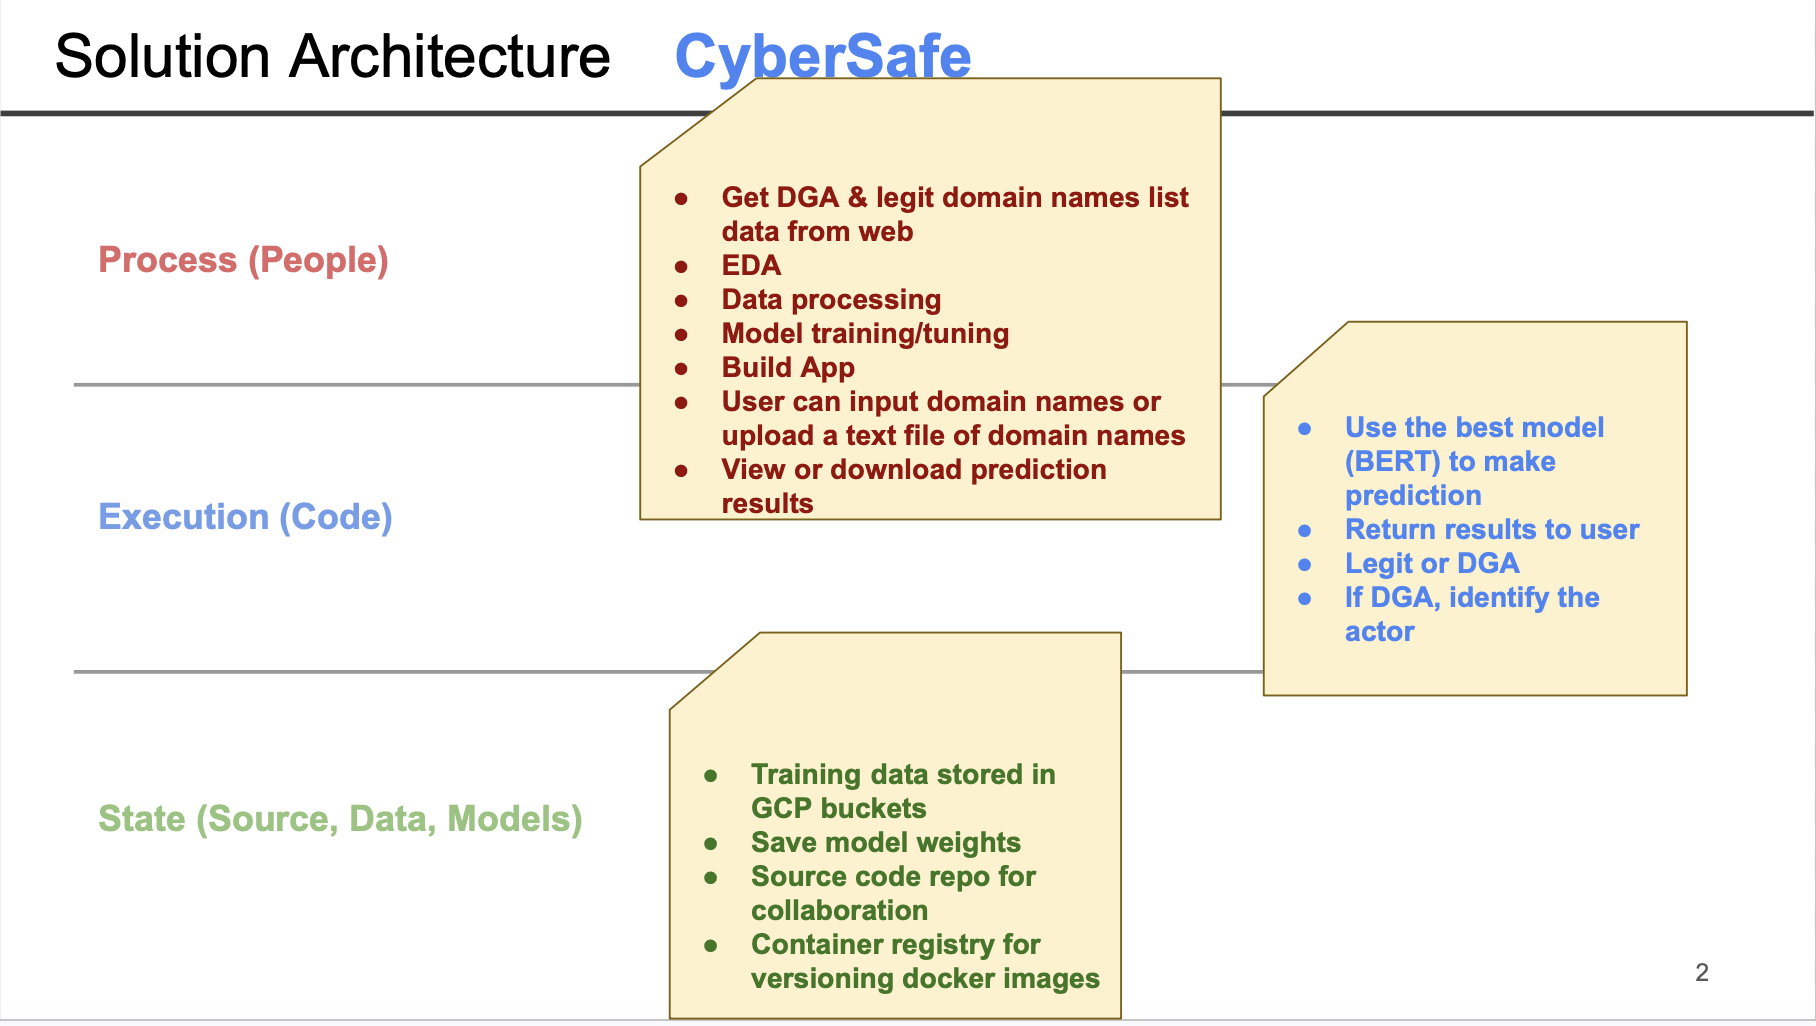 Solution Architecture CyberSafe
Process (People)
● Get DGA & legit domain names list
data from web
● EDA
● Data processing
● Model training/tuning
● Build App
● User can input domain names or
upload a text file of domain names
● View or download prediction
results
Execution (Code)
● Use the best model
(BERT) to make
prediction
● Return results to user
● Legit or DGA
● If DGA, identify the
actor
State (Source, Data, Models)
● Training data stored in
GCP buckets
● Save model weights
● Source code repo for
collaboration
● Container registry for
versioning docker images
2